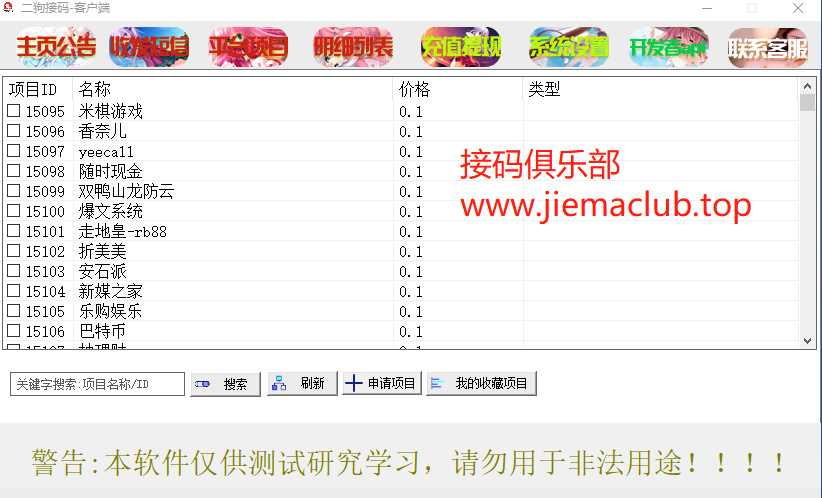 二狗接码-客户端
主页公告 收发短信 平台项目 明细列表 充值提现 系统设置 开发者api 联系客服
项目ID 名称 价格 类型
15095 米棋游戏 0.1
15096 香奈儿 0.1
15097 yeecall 0.1
15098 随时现金 0.1
15099 双鸭山龙防云 0.1
15100 爆文系统 0.1
15101 走地皇-rb88 0.1
15102 折美美 0.1
15103 安石派 0.1
15104 新媒之家 0.1
15105 乐购娱乐 0.1
15106 巴特币 0.1
接码俱乐部
www.jiemaclub.top
关键字搜索:项目名称/ID 搜索 刷新 申请项目 我的收藏项目
警告:本软件仅供测试研究学习，请勿用于非法用途！！！！